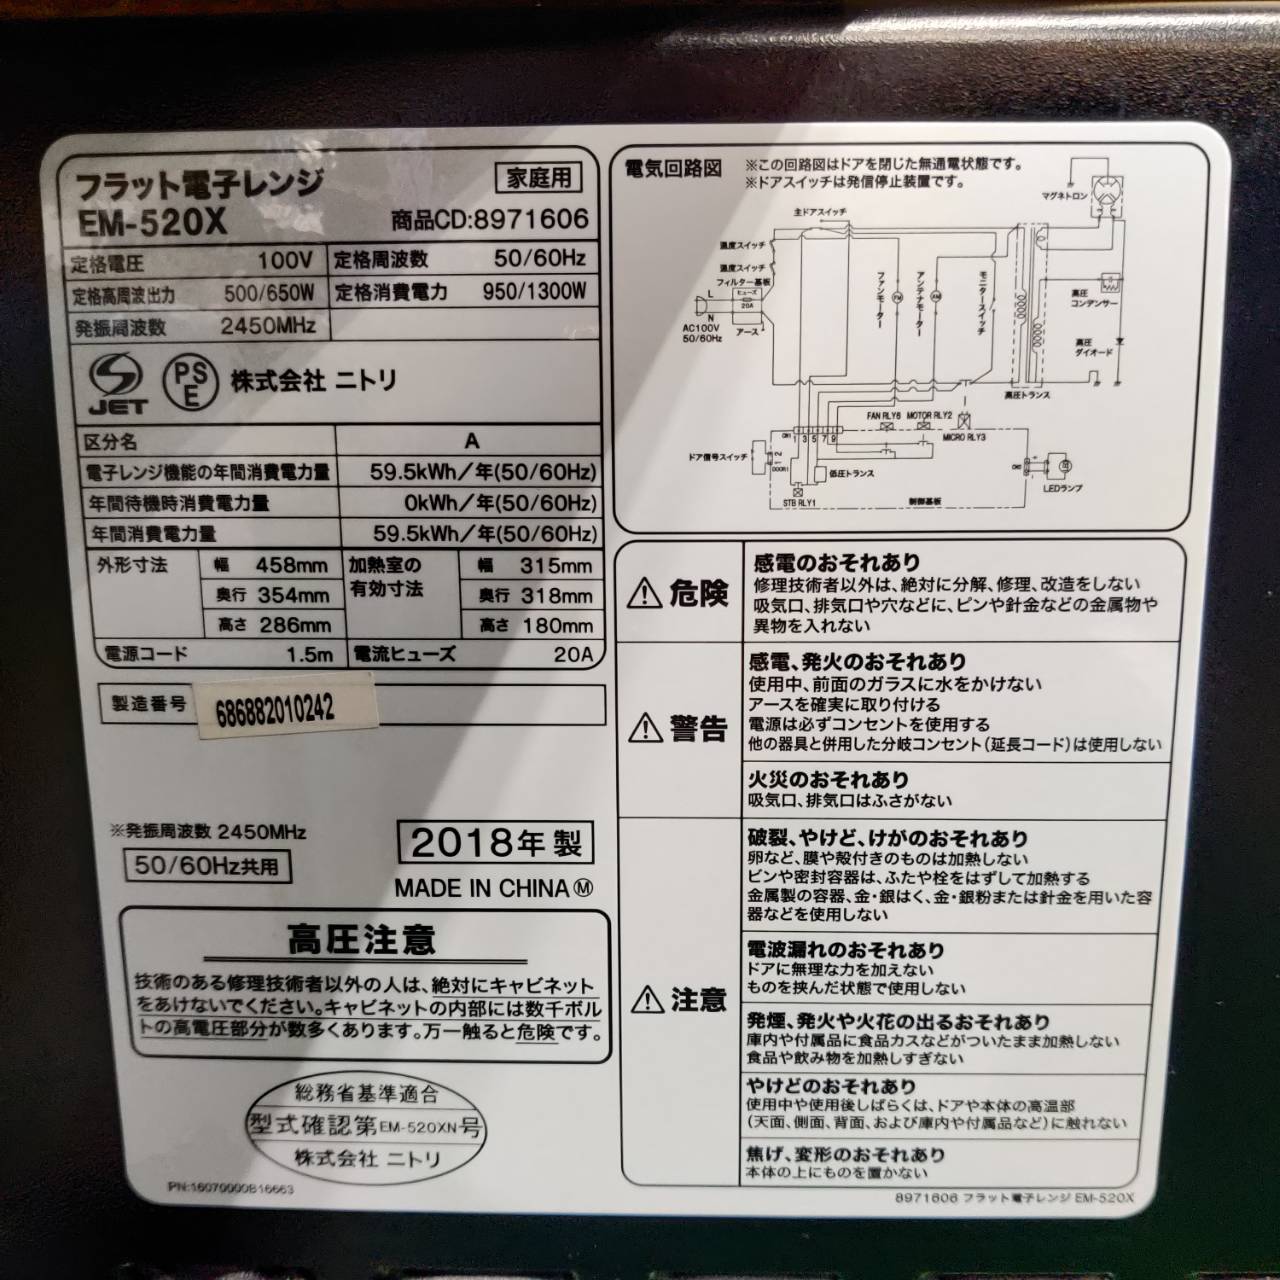 フラット電子レンジ
家庭用
EM-520X
商品CD:8971606
定格電圧 100V 定格周波数 50/60Hz
定格高周波出力 500/650W 定格消費電力 950/1300W
発振周波数 2450MHz
JET
PSE
株式会社 ニトリ
区分名 A
電子レンジ機能の年間消費電力量 59.5kWh/年(50/60Hz)
年間待機時消費電力量 0kWh/年(50/60Hz)
年間消費電力量 59.5kWh/年(50/60Hz)
外形寸法 幅 458mm 加熱室の有効寸法 幅 315mm
奥行 354mm 奥行 318mm
高さ 286mm 高さ 180mm
電源コード 1.5m 電流ヒューズ 20A
製造番号 686882010242
※発振周波数 2450MHz
50/60Hz共用
2018年 製
MADE IN CHINAⓂ
高圧注意
技術のある修理技術者以外の人は、絶対にキャビネット
をあけないでください。キャビネットの内部には数千ボル
トの高電圧部分が数多くあります。万一触ると危険です。
総務省基準適合
型式確認第EM-520XN号
株式会社 ニトリ
PN:16070000B16663
電気回路図
※この回路図はドアを閉じた無通電状態です。
※ドアスイッチは発信停止装置です。
マグネトロン
主ドアスイッチ
温度スイッチ
温度スイッチ
フィルター基板
ヒューズ
20A
L
N
アース
AC100V
50/60Hz
ファンモーター
FM
アンテナモーター
AM
モニタースイッチ
高圧
コンデンサー
高圧
ダイオード
高圧トランス
FAN RLY6 MOTOR RLY2
MICRO RLY3
CN1 1 3 5 7 9
ドア信号スイッチ
1 2
DOOR1
低圧トランス
STB RLY1
制御基板
CN2
+
-
LEDランプ
⚠危険
感電のおそれあり
修理技術者以外は、絶対に分解、修理、改造をしない
吸気口、排気口や穴などに、ピンや針金などの金属物や
異物を入れない
⚠警告
感電、発火のおそれあり
使用中、前面のガラスに水をかけない
アースを確実に取り付ける
電源は必ずコンセントを使用する
他の器具と併用した分岐コンセント(延長コード)は使用しない
火災のおそれあり
吸気口、排気口はふさがない
⚠注意
破裂、やけど、けがのおそれあり
卵など、膜や殻付きのものは加熱しない
ビンや密封容器は、ふたや栓をはずして加熱する
金属製の容器、金・銀はく、金・銀粉または針金を用いた容
器などを使用しない
電波漏れのおそれあり
ドアに無理な力を加えない
ものを挟んだ状態で使用しない
発煙、発火や火花の出るおそれあり
庫内や付属品に食品カスなどがついたまま加熱しない
食品や飲み物を加熱しすぎない
やけどのおそれあり
使用中や使用後しばらくは、ドアや本体の高温部
(天面、側面、背面、および庫内や付属品など)に触れない
焦げ、変形のおそれあり
本体の上にものを置かない
8971606 フラット電子レンジ EM-520X